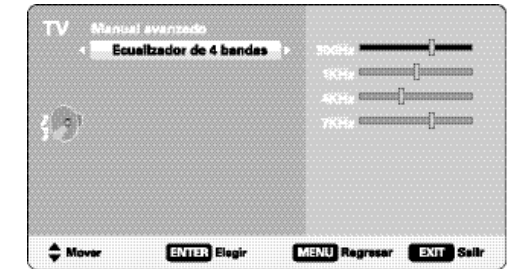 TV Manual avanzado
Ecualizador de 4 bandas
300Hz
1KHz
4KHz
7KHz
Mover ENTER Elegir MENU Regresar EXIT Salir